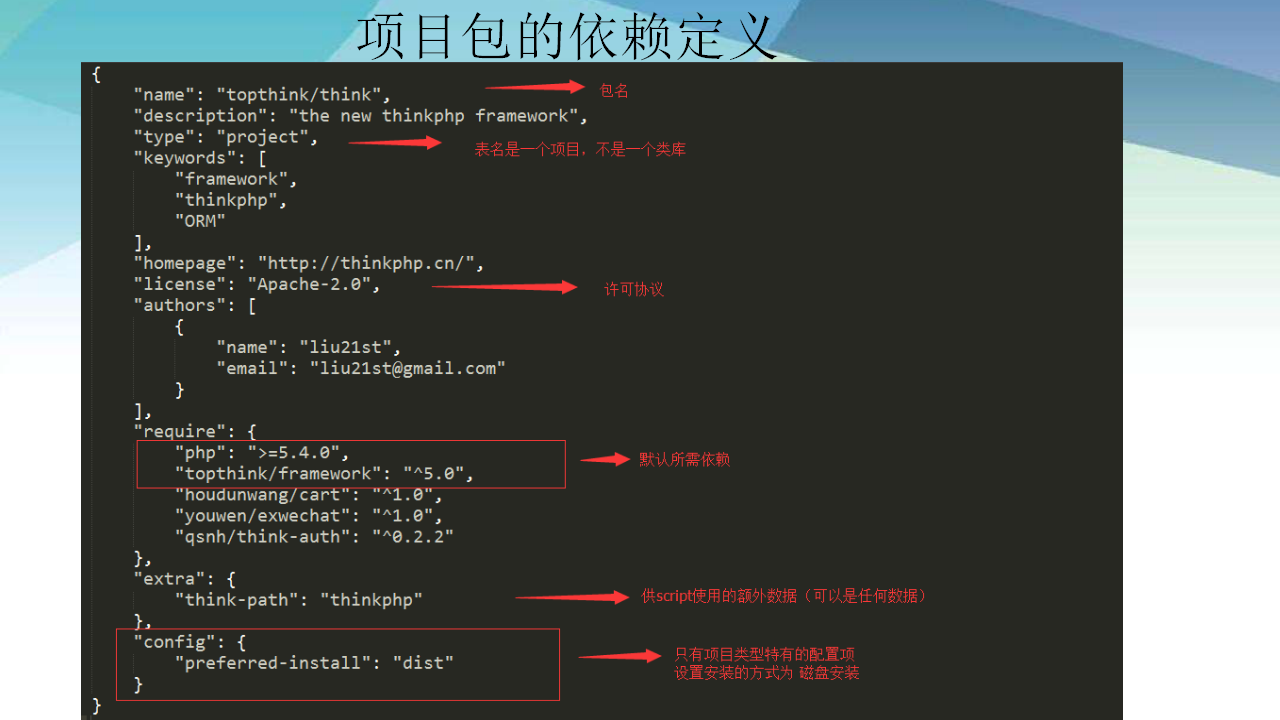 项目包的依赖定义
{
"name": "topthink/think", 包名
"description": "the new thinkphp framework",
"type": "project", 表名是一个项目，不是一个类库
"keywords": [
"framework",
"thinkphp",
"ORM"
],
"homepage": "http://thinkphp.cn/",
"license": "Apache-2.0", 许可协议
"authors": [
{
"name": "liu21st",
"email": "liu21st@gmail.com"
}
],
"require": {
"php": ">=5.4.0", 默认所需依赖
"topthink/framework": "^5.0",
"houdunwang/cart": "^1.0",
"youwen/exwechat": "^1.0",
"qsnh/think-auth": "^0.2.2"
},
"extra": {
"think-path": "thinkphp" 供script使用的额外数据（可以是任何数据）
},
"config": {
"preferred-install": "dist" 只有项目类型特有的配置项
设置安装的方式为 磁盘安装
}
}